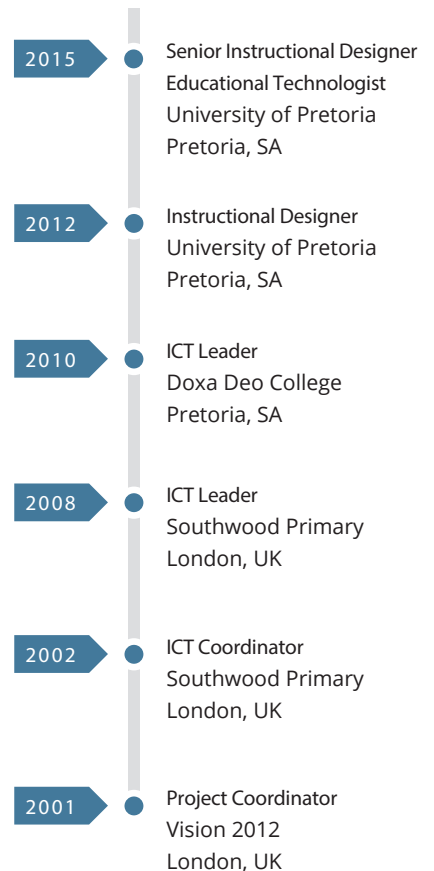 2015
Senior Instructional Designer
Educational Technologist
University of Pretoria
Pretoria, SA
2012
Instructional Designer
University of Pretoria
Pretoria, SA
2010
ICT Leader
Doxa Deo College
Pretoria, SA
2008
ICT Leader
Southwood Primary
London, UK
2002
ICT Coordinator
Southwood Primary
London, UK
2001
Project Coordinator
Vision 2012
London, UK